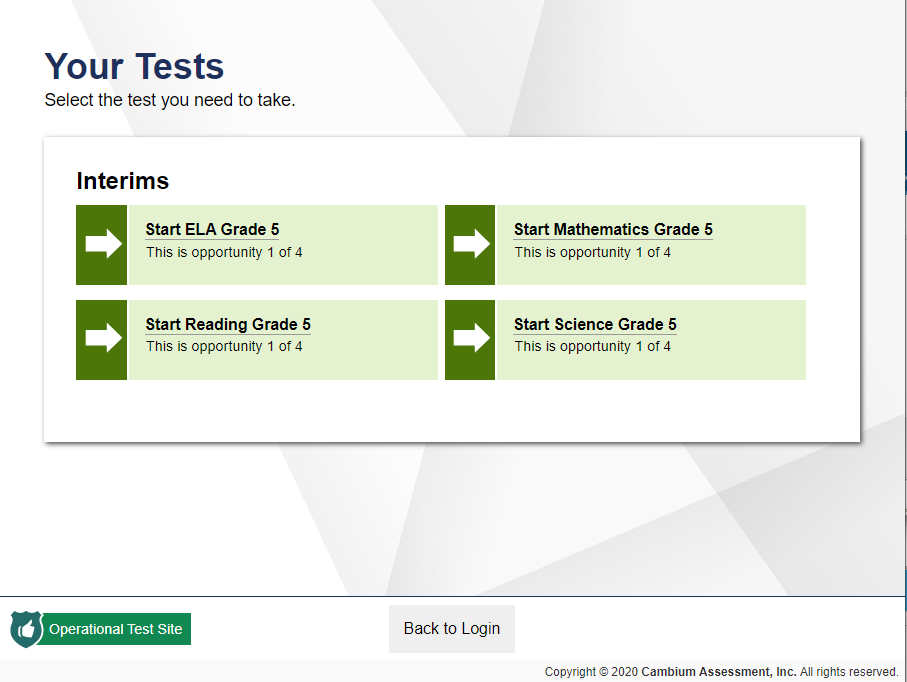 Your Tests
Select the test you need to take.
Interims
Start ELA Grade 5
This is opportunity 1 of 4
Start Mathematics Grade 5
This is opportunity 1 of 4
Start Reading Grade 5
This is opportunity 1 of 4
Start Science Grade 5
This is opportunity 1 of 4
Operational Test Site
Back to Login
Copyright © 2020 Cambium Assessment, Inc. All rights reserved.